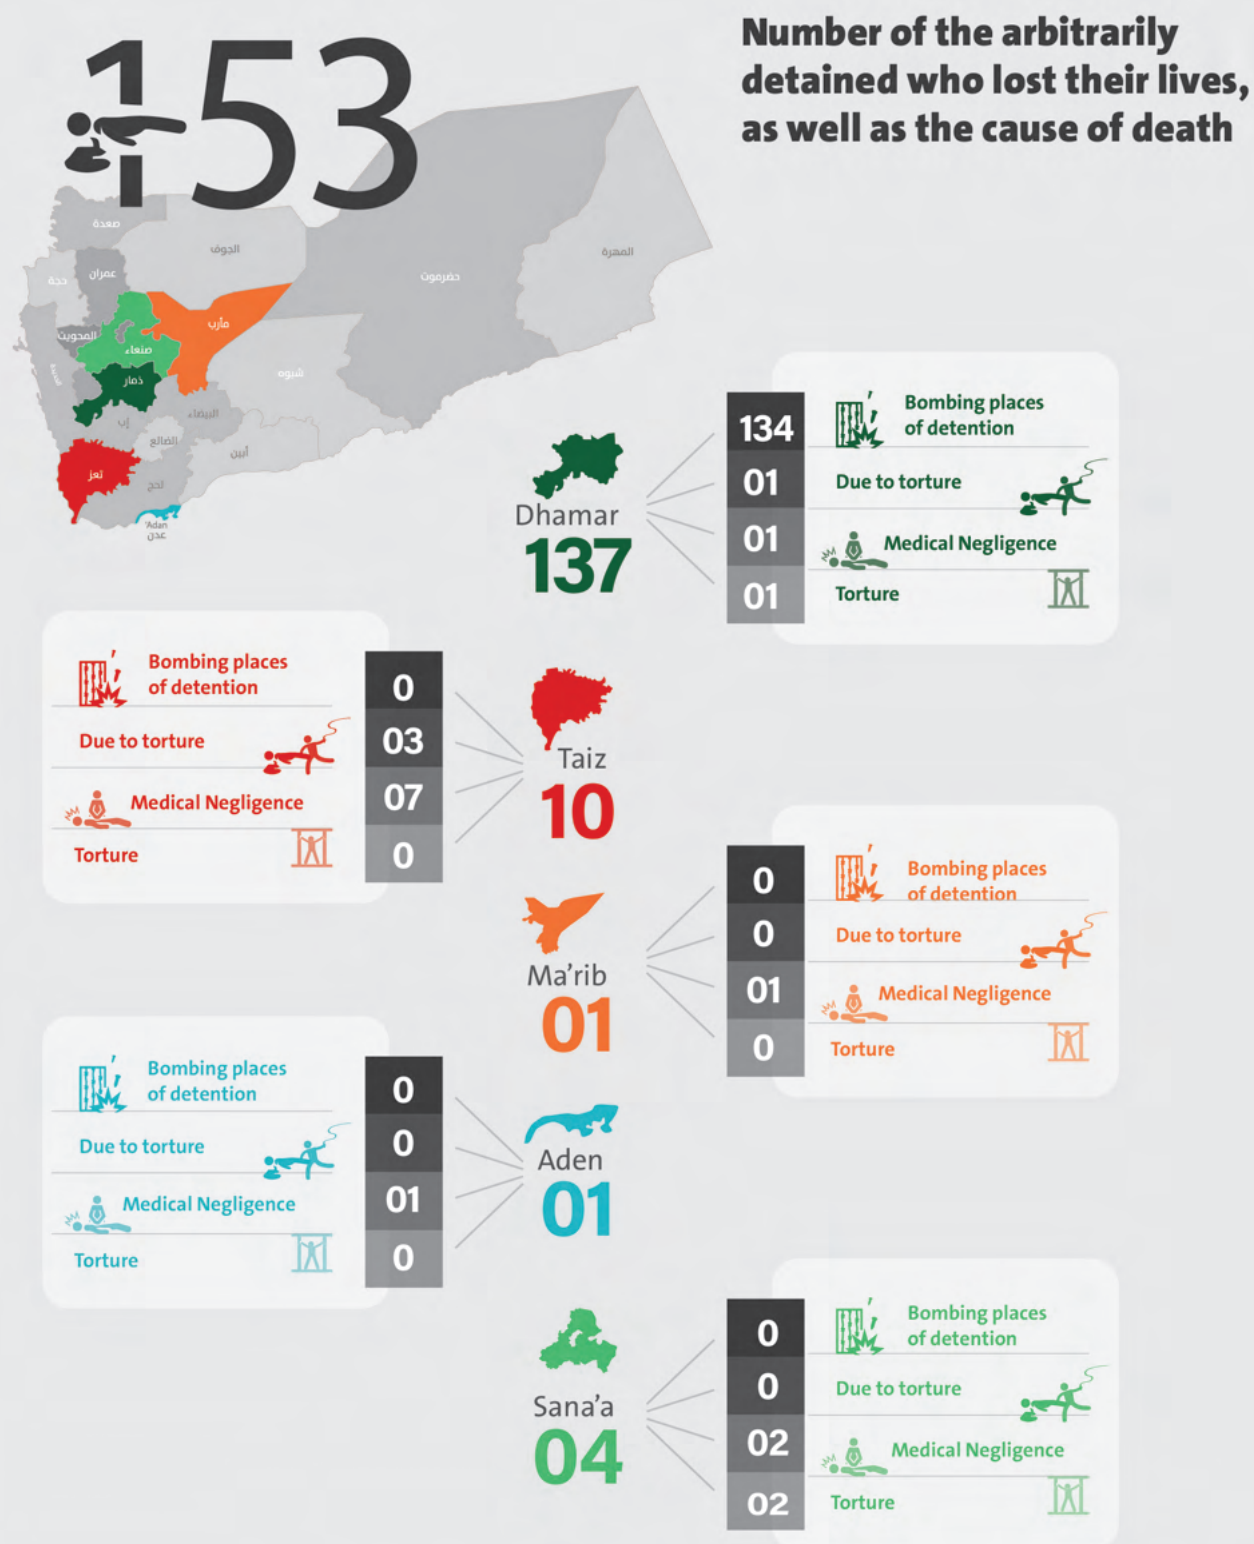 153
Number of the arbitrarily
detained who lost their lives,
as well as the cause of death
صعدة
الجوف
المهرة
حضرموت
عمران
حجة
مأرب
المحويت
صنعاء
شبوه
ذمار
البيضاء
إب
الضالع
أبين
تعز
لحج
'Adan
عدن
Dhamar
137
134
Bombing places
of detention
01
Due to torture
01
Medical Negligence
01
Torture
Taiz
10
Bombing places
of detention
0
Due to torture
03
Medical Negligence
07
Torture
0
Ma'rib
01
0
Bombing places
of detention
0
Due to torture
01
Medical Negligence
0
Torture
Aden
01
Bombing places
of detention
0
Due to torture
0
Medical Negligence
01
Torture
0
Sana'a
04
0
Bombing places
of detention
0
Due to torture
02
Medical Negligence
02
Torture